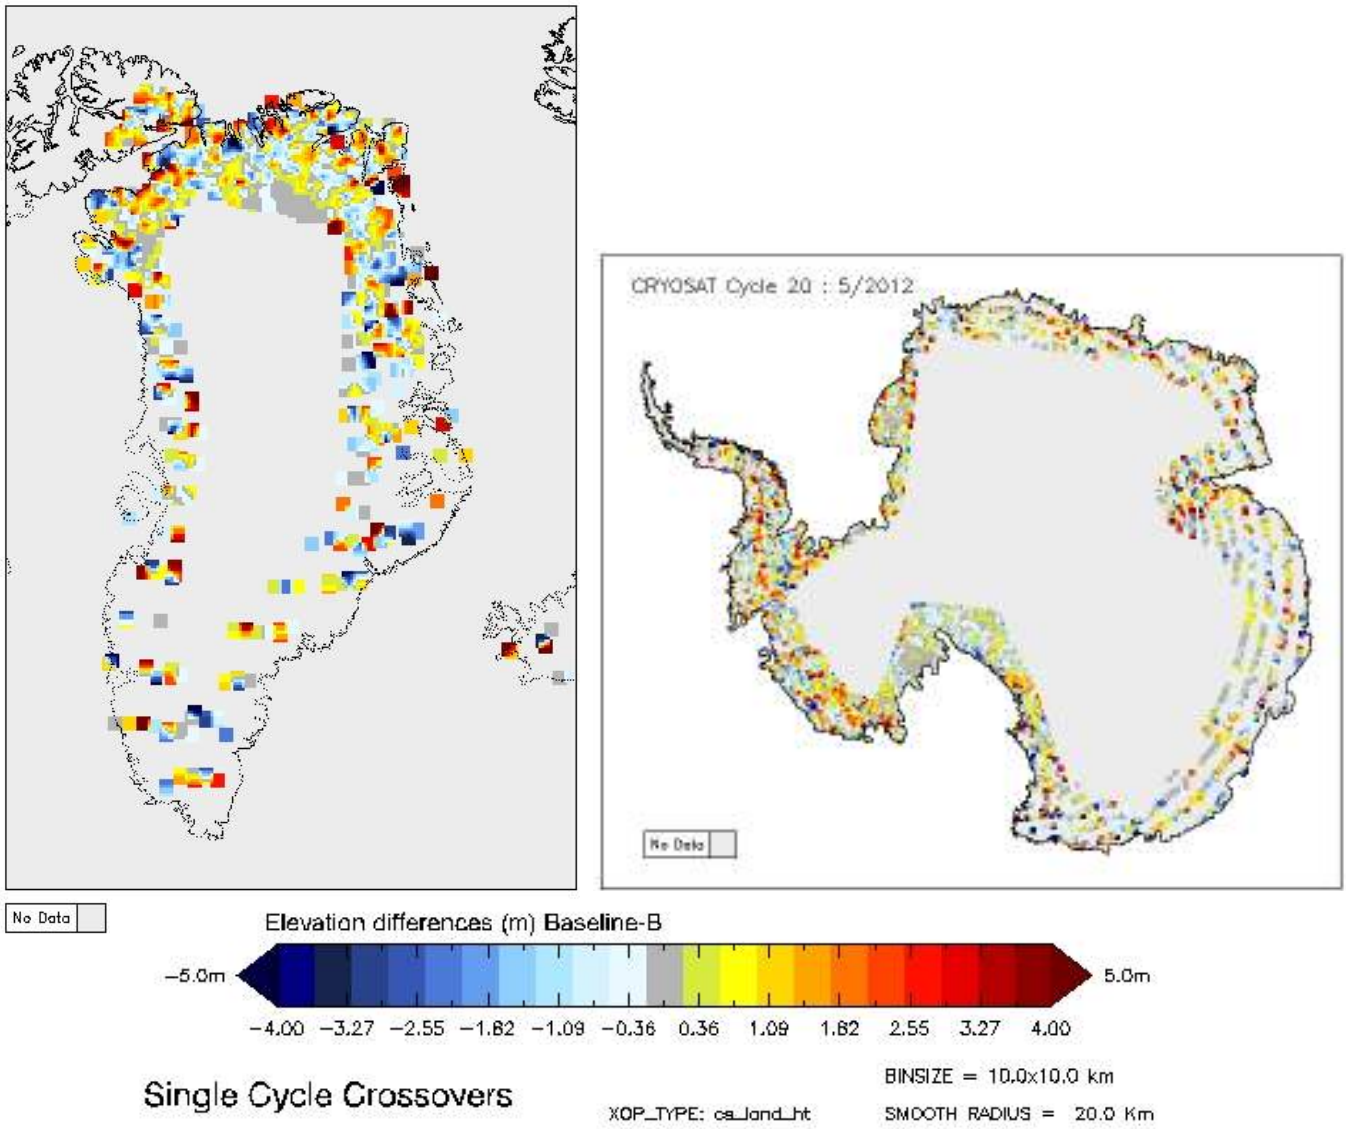 CRYOSAT Cycle 20 : 5/2012
No Data
No Data
Elevation differences (m) Baseline-B
−5.0m
5.0m
−4.00 −3.27 −2.55 −1.82 −1.09 −0.36 0.36 1.09 1.82 2.55 3.27 4.00
Single Cycle Crossovers
BINSIZE = 10.0x10.0 km
XOP_TYPE: cs_land_ht
SMOOTH RADIUS = 20.0 Km